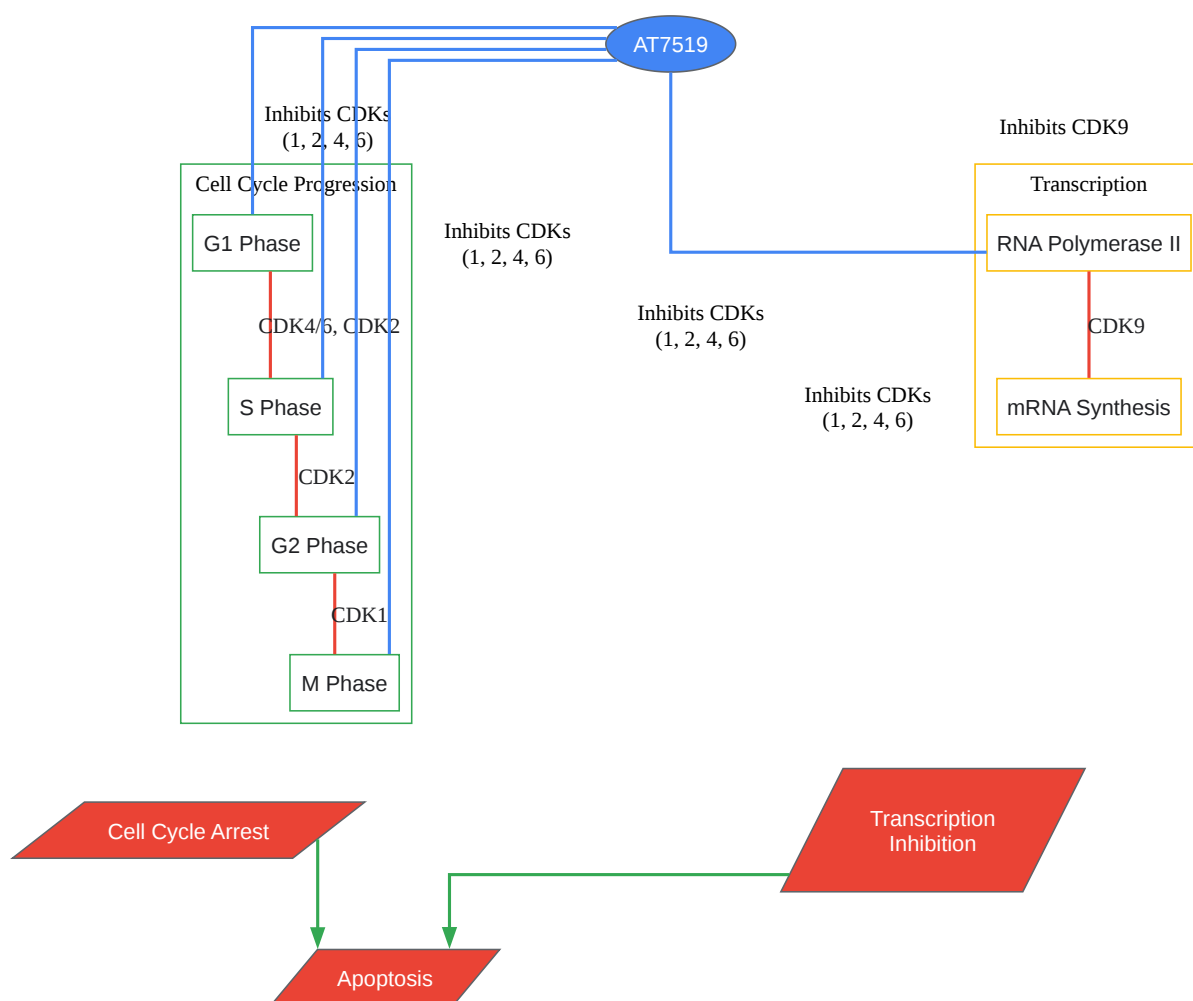 AT7519
Inhibits CDKs
(1, 2, 4, 6)
Inhibits CDK9
Cell Cycle Progression
Transcription
G1 Phase
Inhibits CDKs
(1, 2, 4, 6)
RNA Polymerase II
CDK4/6, CDK2
Inhibits CDKs
(1, 2, 4, 6)
CDK9
S Phase
Inhibits CDKs
(1, 2, 4, 6)
mRNA Synthesis
CDK2
G2 Phase
CDK1
M Phase
Cell Cycle Arrest
Transcription
Inhibition
Apoptosis